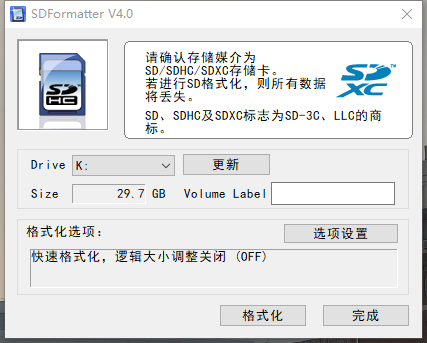 SDFormatter V4.0
请确认存储媒介为
SD/SDHC/SDXC存储卡。
若进行SD格式化，则所有数据
将丢失。
SD、SDHC及SDXC标志为SD-3C、LLC的商
标。
SD
HC
SD
XC
TM
Drive K: 更新
Size 29.7 GB Volume Label
格式化选项：
选项设置
快速格式化，逻辑大小调整关闭 (OFF)
格式化 完成